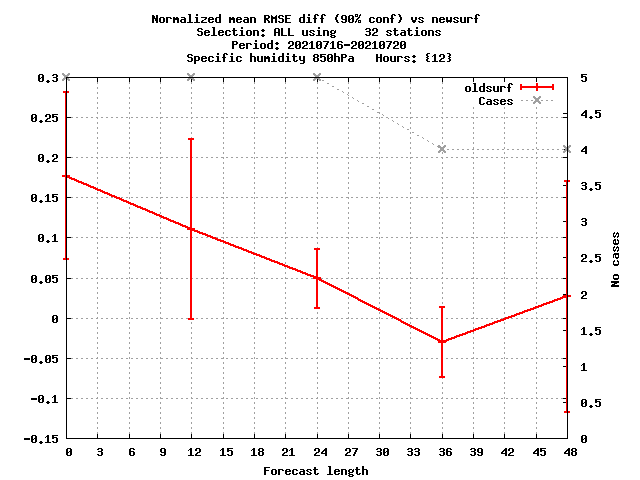 Normalized mean RMSE diff (90% conf) vs newsurf
Selection: ALL using    32 stations
Period: 20210716-20210720
Specific humidity 850hPa   Hours: {12}
oldsurf
Cases
0.3
0.25
0.2
0.15
0.1
0.05
0
-0.05
-0.1
-0.15
5
4.5
4
3.5
3
2.5
2
1.5
1
0.5
0
No cases
0 3 6 9 12 15 18 21 24 27 30 33 36 39 42 45 48
Forecast length